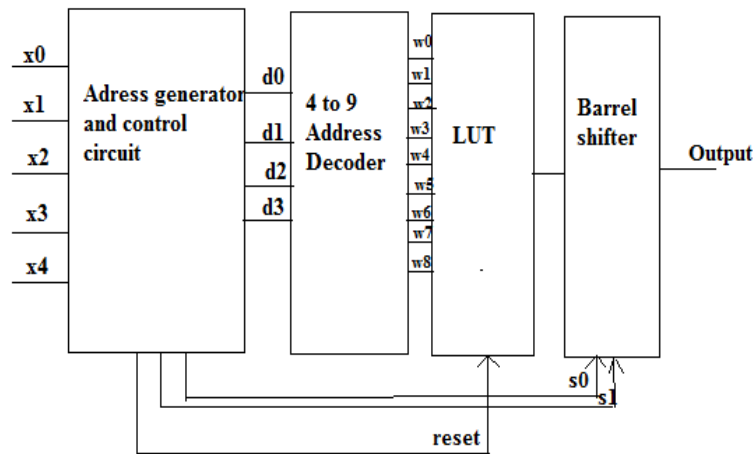 x0
x1
x2
x3
x4
Adress generator
and control
circuit
d0
d1
d2
d3
4 to 9
Address
Decoder
w0
w1
w2
w3
w4
w5
w6
w7
w8
LUT
Barrel
shifter
Output
s0
s1
reset